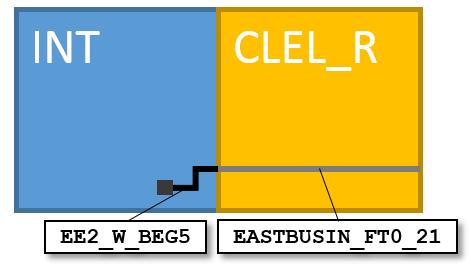 INT
CLEL_R
EE2_W_BEG5
EASTBUSIN_FT0_21